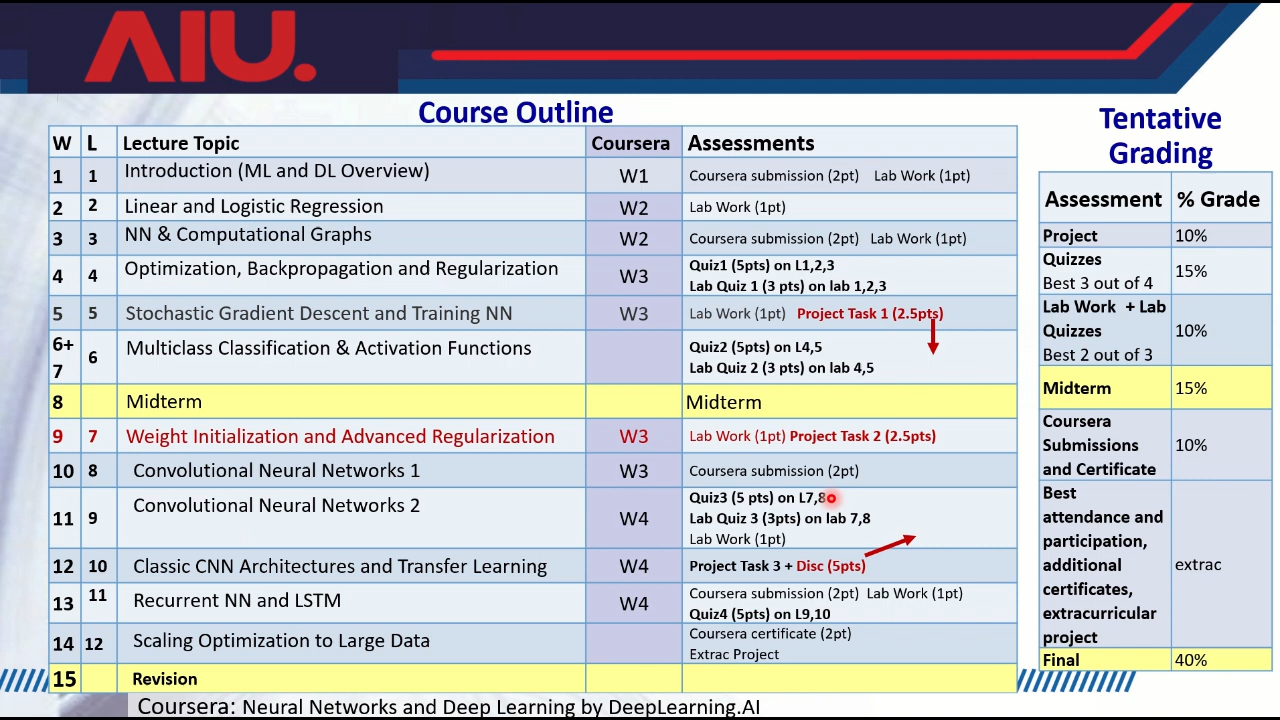 AIU.
Course Outline
W L Lecture Topic Coursera Assessments
1 1 Introduction (ML and DL Overview) W1 Coursera submission (2pt) Lab Work (1pt)
2 2 Linear and Logistic Regression W2 Lab Work (1pt)
3 3 NN & Computational Graphs W2 Coursera submission (2pt) Lab Work (1pt)
4 4 Optimization, Backpropagation and Regularization W3 Quiz1 (5pts) on L1,2,3
Lab Quiz 1 (3 pts) on lab 1,2,3
5 5 Stochastic Gradient Descent and Training NN W3 Lab Work (1pt) Project Task 1 (2.5pts)
6+
7 6 Multiclass Classification & Activation Functions Quiz2 (5pts) on L4,5
Lab Quiz 2 (3 pts) on lab 4,5
8 Midterm Midterm
9 7 Weight Initialization and Advanced Regularization W3 Lab Work (1pt) Project Task 2 (2.5pts)
10 8 Convolutional Neural Networks 1 W3 Coursera submission (2pt)
11 9 Convolutional Neural Networks 2 W4 Quiz3 (5 pts) on L7,8
Lab Quiz 3 (3pts) on lab 7,8
Lab Work (1pt)
12 10 Classic CNN Architectures and Transfer Learning W4 Project Task 3 + Disc (5pts)
13 11 Recurrent NN and LSTM W4 Coursera submission (2pt) Lab Work (1pt)
Quiz4 (5pts) on L9,10
14 12 Scaling Optimization to Large Data Coursera certificate (2pt)
Extrac Project
15 Revision
Coursera: Neural Networks and Deep Learning by DeepLearning.AI
Tentative
Grading
Assessment % Grade
Project 10%
Quizzes
Best 3 out of 4 15%
Lab Work + Lab
Quizzes
Best 2 out of 3 10%
Midterm 15%
Coursera
Submissions
and Certificate 10%
Best
attendance and
participation,
additional
certificates,
extracurricular
project extrac
Final 40%